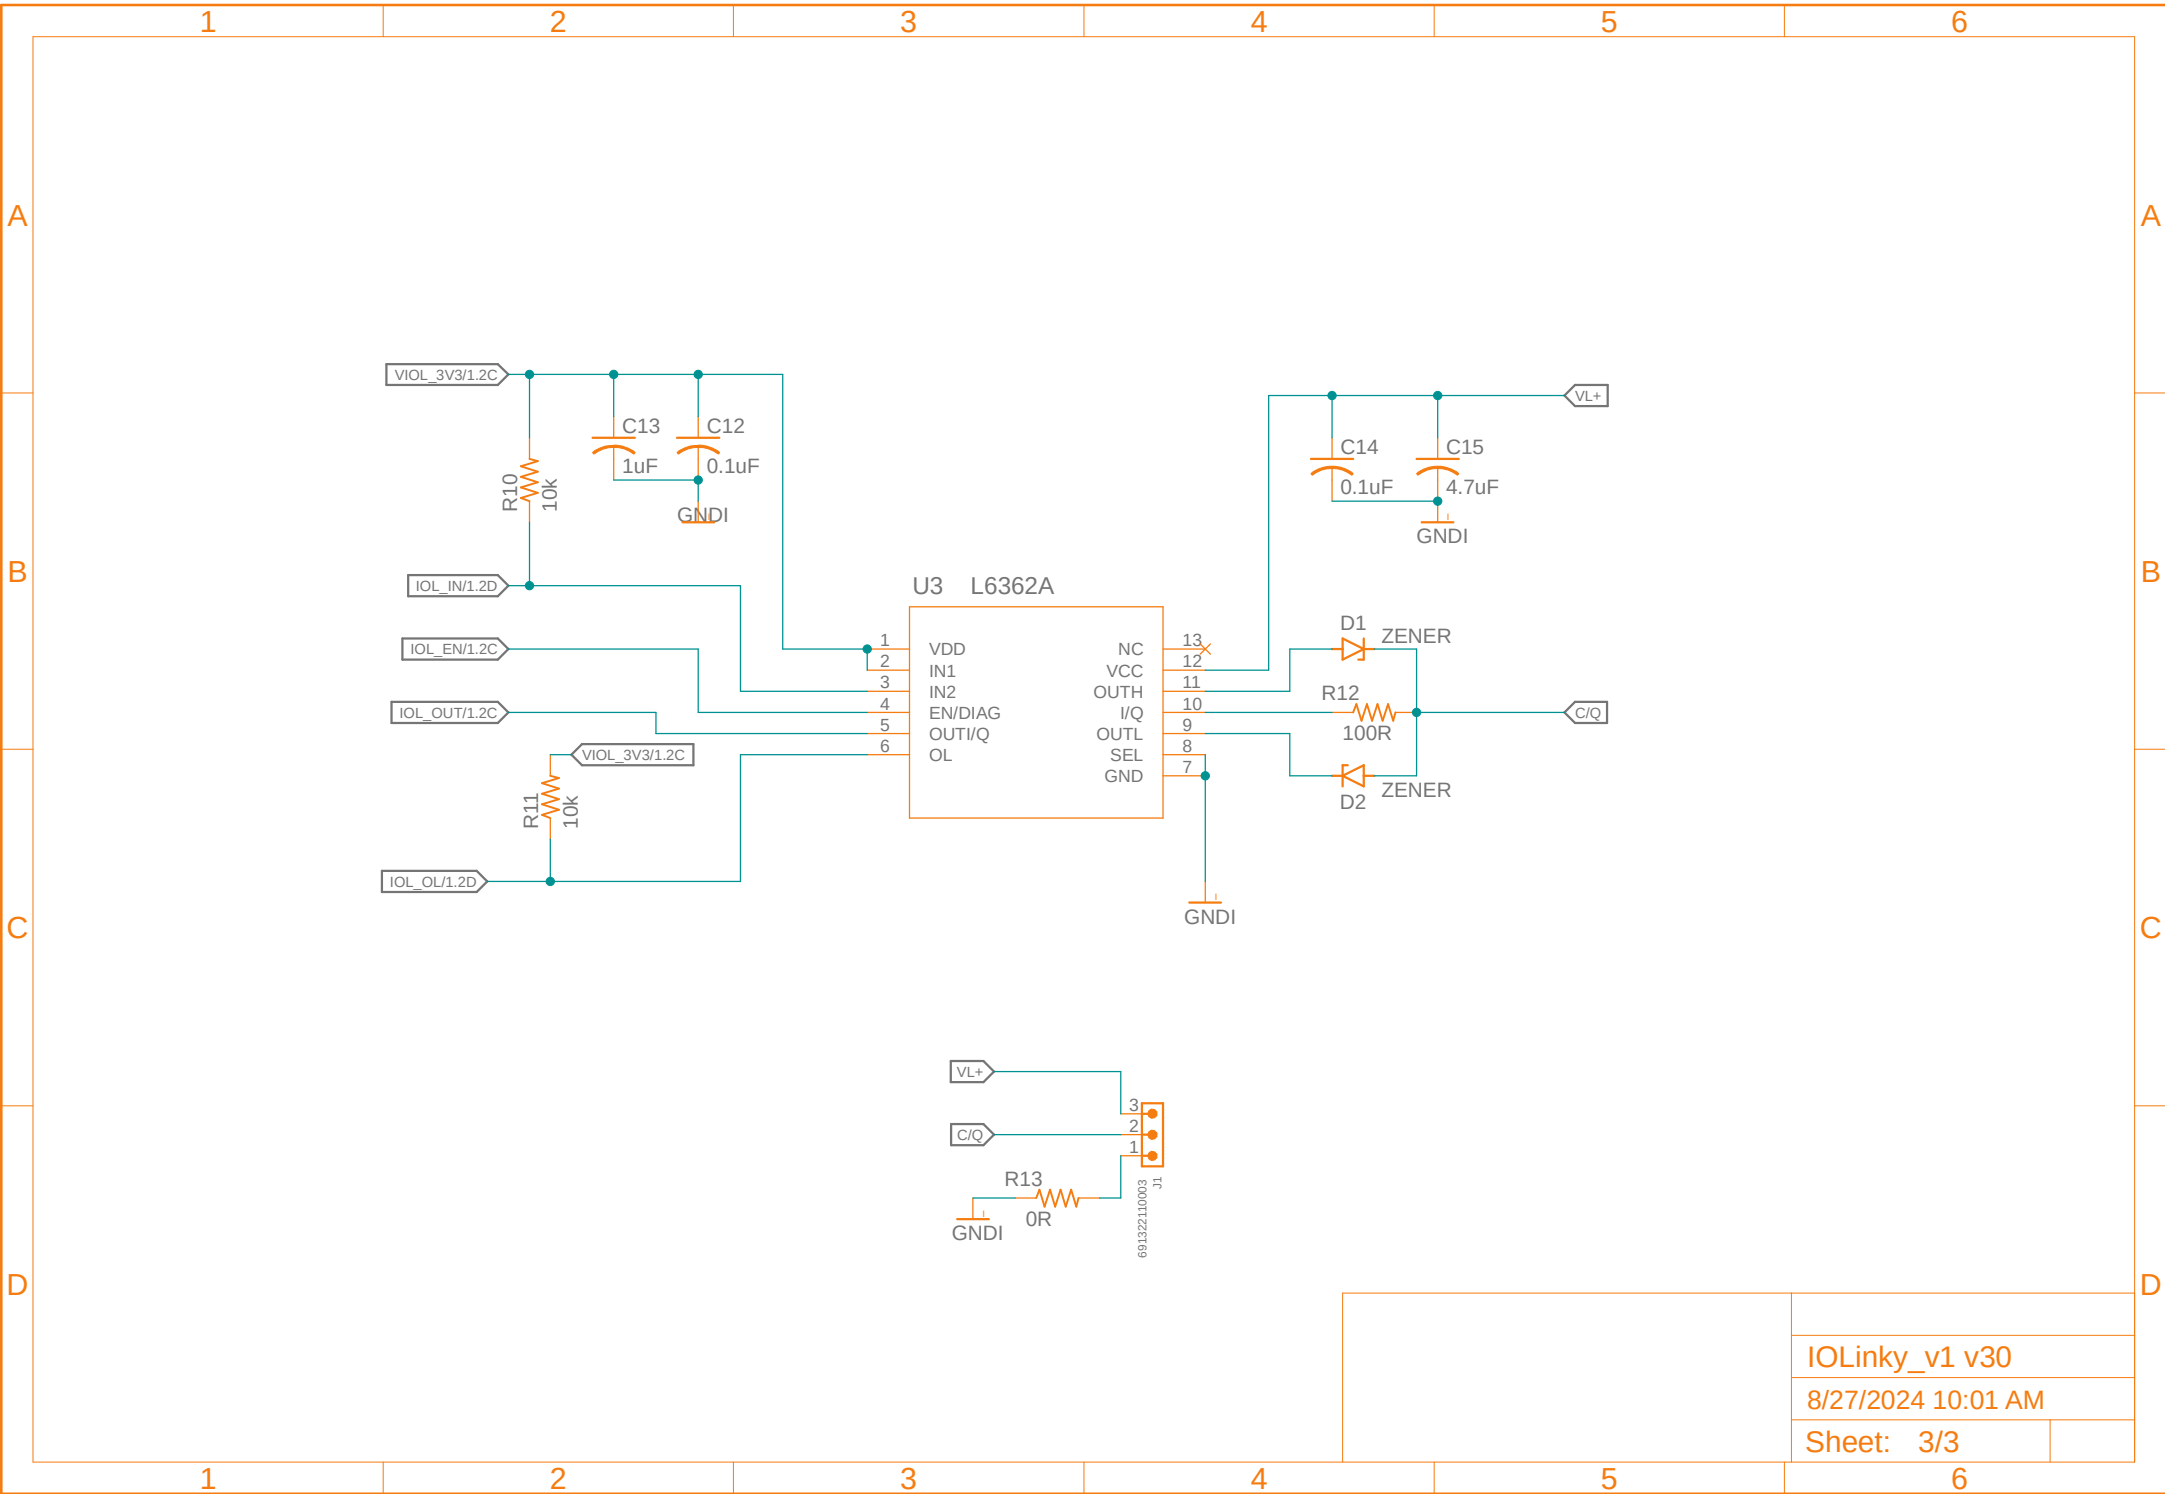 1 2 3 4 5 6
A A
VIOL_3V3/1.2C
VL+
C13 C12
1uF 0.1uF
C14 C15
0.1uF 4.7uF
R10
10k
GNDI
GNDI
B B
IOL_IN/1.2D
U3 L6362A
IOL_EN/1.2C
IOL_OUT/1.2C
1 VDD
2 IN1
3 IN2
4 EN/DIAG
5 OUTI/Q
6 OL
NC 13
VCC 12
OUTH 11
I/Q 10
OUTL 9
SEL 8
GND 7
D1
ZENER
R12
100R
C/Q
ZENER
D2
VIOL_3V3/1.2C
R11
10k
IOL_OL/1.2D
GNDI
C C
VL+
3
C/Q
2
1
R13
0R
GNDI
J1
691322110003
D D
IOLinky_v1 v30
8/27/2024 10:01 AM
Sheet: 3/3
1 2 3 4 5 6